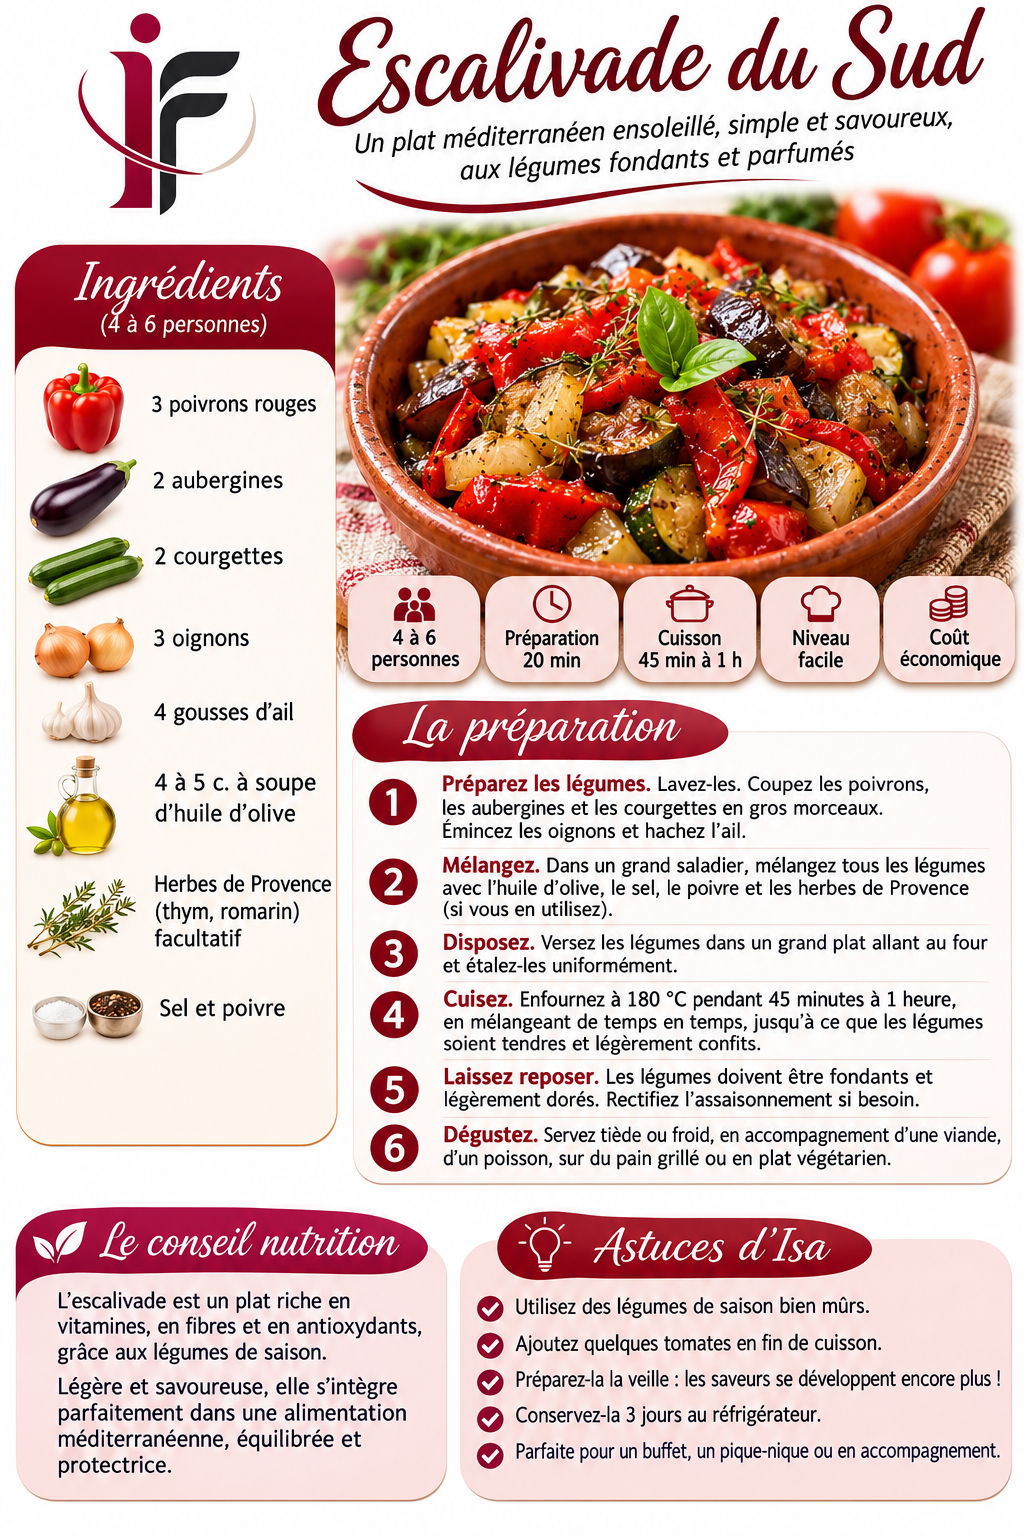 iF
Escalivade du Sud
Un plat méditerranéen ensoleillé, simple et savoureux,
aux légumes fondants et parfumés
Ingrédients
(4 à 6 personnes)
3 poivrons rouges
2 aubergines
2 courgettes
3 oignons
4 gousses d'ail
4 à 5 c. à soupe
d'huile d'olive
Herbes de Provence
(thym, romarin)
facultatif
Sel et poivre
4 à 6
personnes
Préparation
20 min
Cuisson
45 min à 1 h
Niveau
facile
Coût
économique
La préparation
1
Préparez les légumes. Lavez-les. Coupez les poivrons,
les aubergines et les courgettes en gros morceaux.
Émincez les oignons et hachez l'ail.
2
Mélangez. Dans un grand saladier, mélangez tous les légumes
avec l'huile d'olive, le sel, le poivre et les herbes de Provence
(si vous en utilisez).
3
Disposez. Versez les légumes dans un grand plat allant au four
et étalez-les uniformément.
4
Cuisez. Enfournez à 180 °C pendant 45 minutes à 1 heure,
en mélangeant de temps en temps, jusqu'à ce que les légumes
soient tendres et légèrement confits.
5
Laissez reposer. Les légumes doivent être fondants et
légèrement dorés. Rectifiez l'assaisonnement si besoin.
6
Dégustez. Servez tiède ou froid, en accompagnement d'une viande,
d'un poisson, sur du pain grillé ou en plat végétarien.
Le conseil nutrition
L'escalivade est un plat riche en
vitamines, en fibres et en antioxydants,
grâce aux légumes de saison.
Légère et savoureuse, elle s'intègre
parfaitement dans une alimentation
méditerranéenne, équilibrée et
protectrice.
Astuces d'Isa
Utilisez des légumes de saison bien mûrs.
Ajoutez quelques tomates en fin de cuisson.
Préparez-la la veille : les saveurs se développent encore plus !
Conservez-la 3 jours au réfrigérateur.
Parfaite pour un buffet, un pique-nique ou en accompagnement.